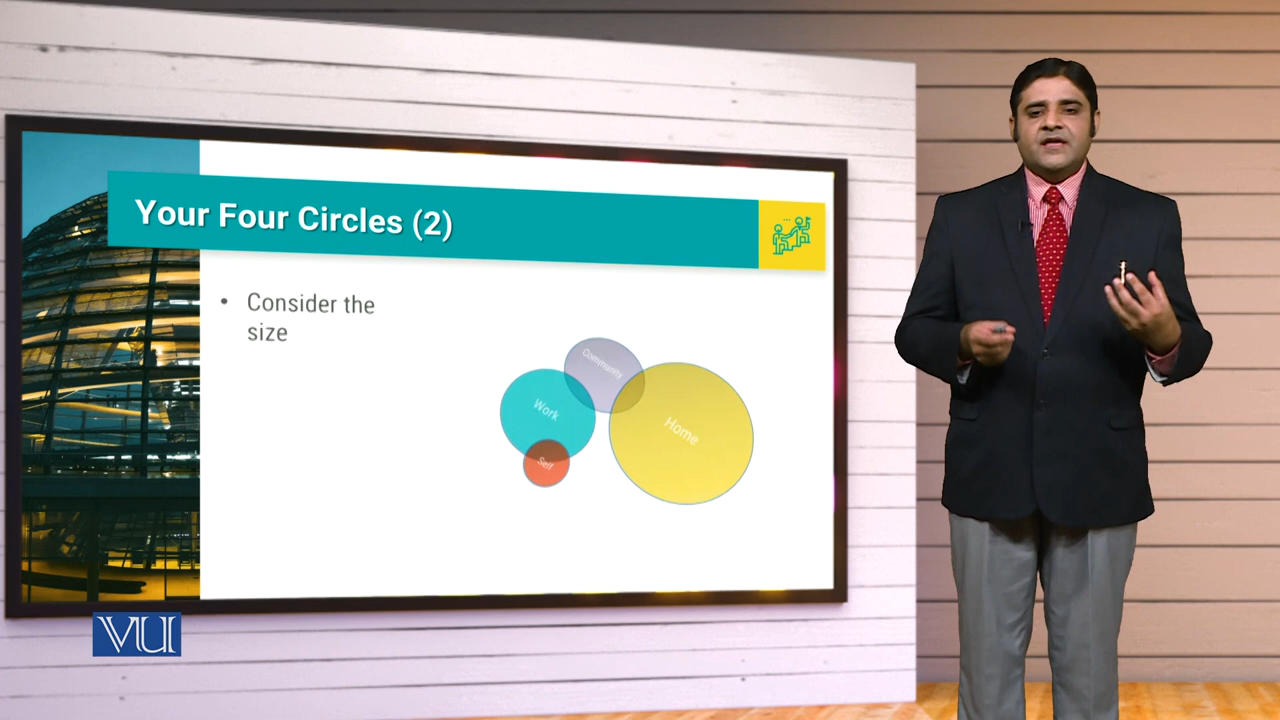 Your Four Circles (2)
• Consider the
size
Community
Work
Home
Self
VU